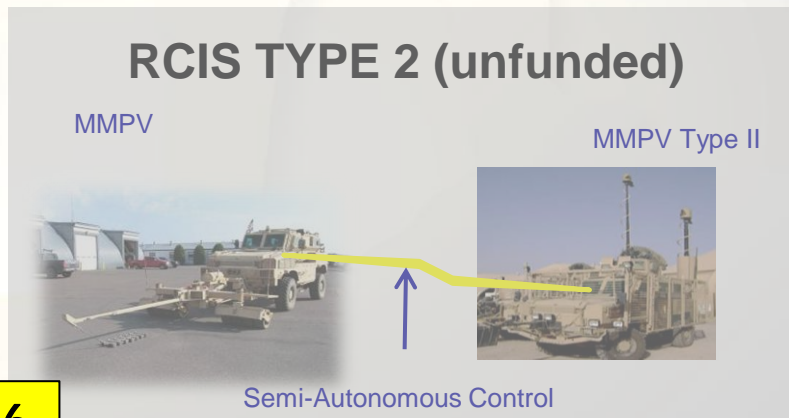 RCIS TYPE 2 (unfunded)
MMPV
MMPV Type II
Semi-Autonomous Control